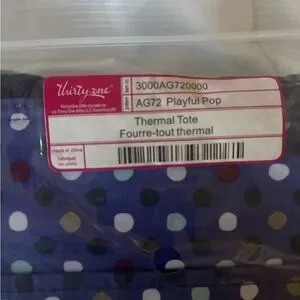 thirty-one
3000AG720000
AG72 Playful Pop
Thermal Tote
Fourre-tout thermal
made in china
fabriqué
en chine